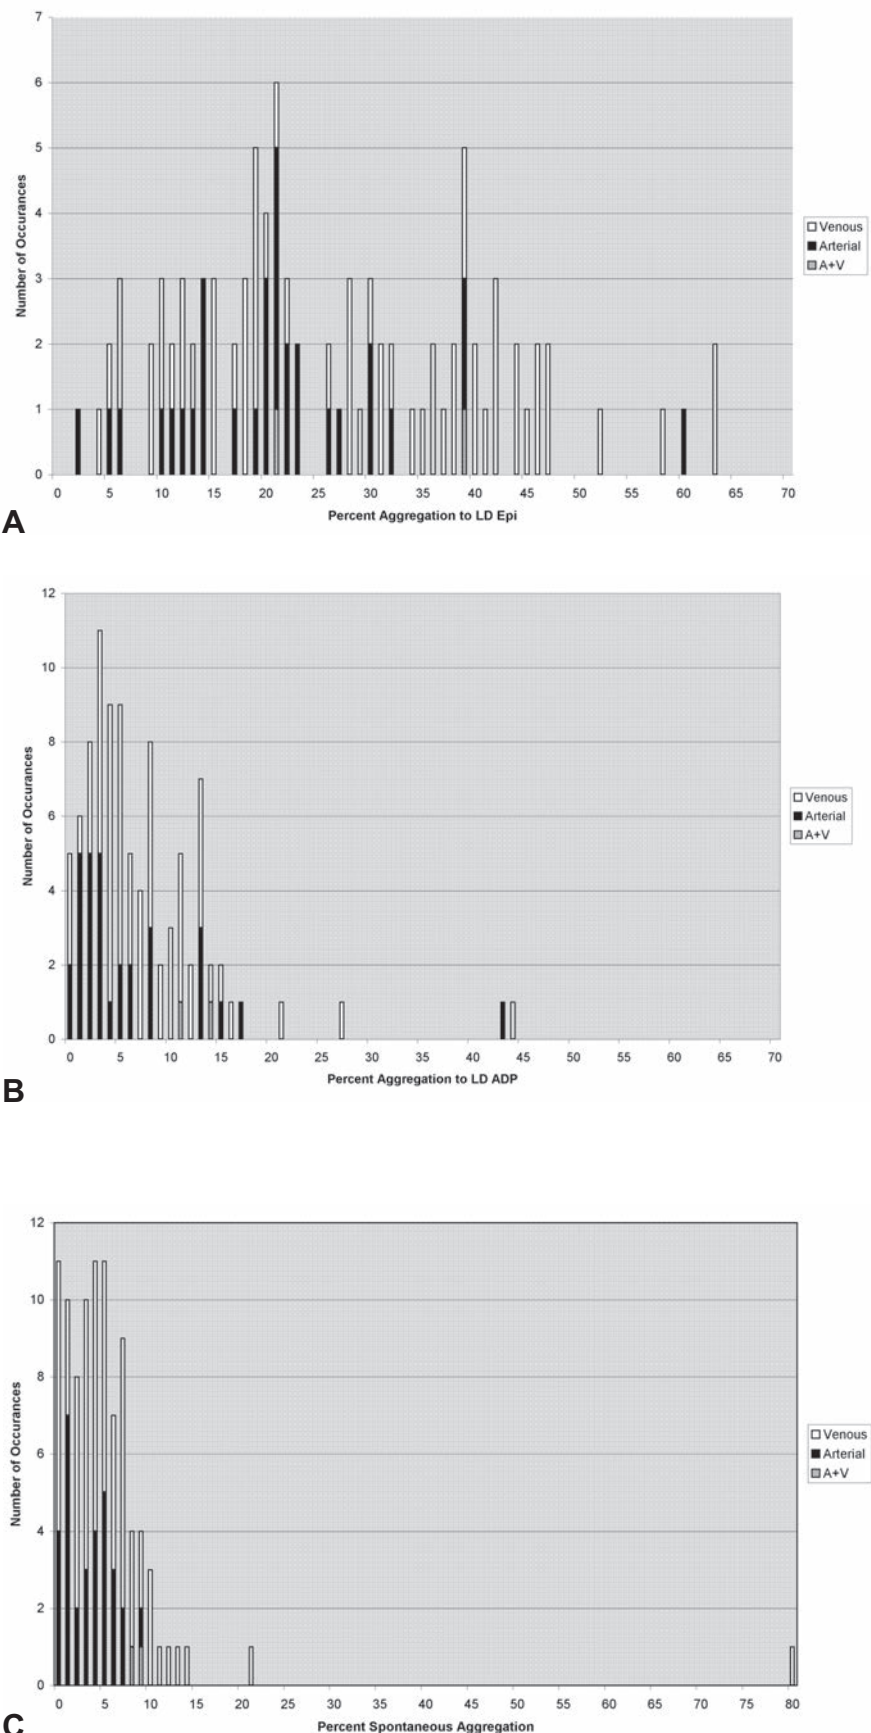 7
6
5
4
3
2
1
0
Number of Occurances
0 5 10 15 20 25 30 35 40 45 50 55 60 65 70
Percent Aggregation to LD Epi
Venous
Arterial
A+V
A
12
10
8
6
4
2
0
Number of Occurances
0 5 10 15 20 25 30 35 40 45 50 55 60 65 70
Percent Aggregation to LD ADP
Venous
Arterial
A+V
B
12
10
8
6
4
2
0
Number of Occurances
0 5 10 15 20 25 30 35 40 45 50 55 60 65 70 75 80
Percent Spontaneous Aggregation
Venous
Arterial
A+V
C